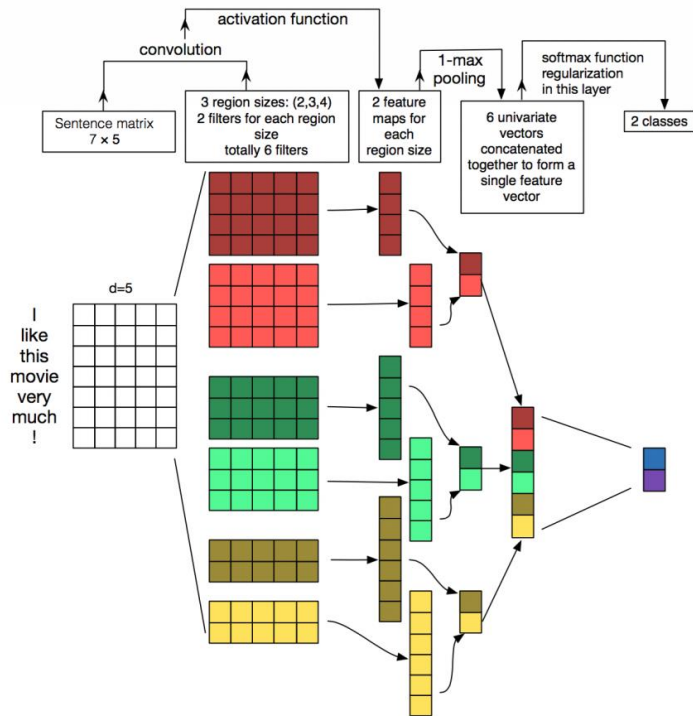 activation function
convolution
1-max
pooling
softmax function
regularization
in this layer
Sentence matrix
7 × 5
3 region sizes: (2,3,4)
2 filters for each region
size
totally 6 filters
2 feature
maps for
each
region size
6 univariate
vectors
concatenated
together to form a
single feature
vector
2 classes
d=5
I
like
this
movie
very
much
!